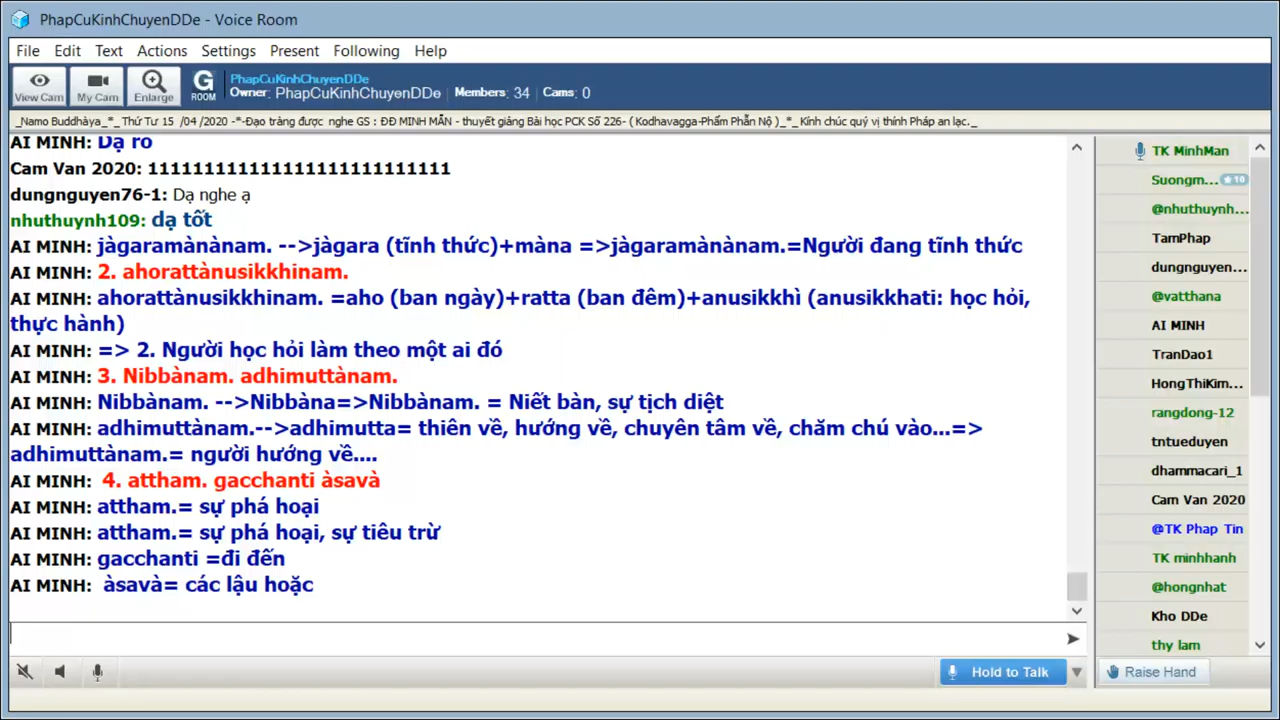 PhapCuKinhChuyenDDe - Voice Room
File Edit Text Actions Settings Present Following Help
View Cam My Cam Enlarge G ROOM
PhapCuKinhChuyenDDe
Owner: PhapCuKinhChuyenDDe Members: 34 Cams: 0
_Namo Buddhàya_*_ Thứ Tư 15 /04 /2020 -*-Đạo tràng được nghe GS : ĐĐ MINH MẪN - thuyết giảng Bài học PCK Số 226- ( Kodhavagga-Phẩm Phẫn Nộ )_*_ Kính chúc quý vị thính Pháp an lạc._
AI MINH: Dạ rõ
Cam Van 2020: 111111111111111111111111111
dungnguyen76-1: Dạ nghe ạ
nhuthuynh109: dạ tốt
AI MINH: jàgaramànànam. -->jàgara (tĩnh thức)+màna =>jàgaramànànam.=Người đang tĩnh thức
AI MINH: 2. ahorattànusikkhinam.
AI MINH: ahorattànusikkhinam. =aho (ban ngày)+ratta (ban đêm)+anusikkhì (anusikkhati: học hỏi,
thực hành)
AI MINH: => 2. Người học hỏi làm theo một ai đó
AI MINH: 3. Nibbànam. adhimuttànam.
AI MINH: Nibbànam. -->Nibbàna=>Nibbànam. = Niết bàn, sự tịch diệt
AI MINH: adhimuttànam.-->adhimutta= thiên về, hướng về, chuyên tâm về, chăm chú vào...=>
adhimuttànam.= người hướng về....
AI MINH: 4. attham. gacchanti àsavà
AI MINH: attham.= sự phá hoại
AI MINH: attham.= sự phá hoại, sự tiêu trừ
AI MINH: gacchanti =đi đến
AI MINH: àsavà= các lậu hoặc
TK MinhMan
Suongm... 10
@nhuthuynh...
TamPhap
dungnguyen...
@vatthana
AI MINH
TranDao1
HongThiKim...
rangdong-12
tntueduyen
dhammacari_1
Cam Van 2020
@TK Phap Tin
TK minhhanh
@hongnhat
Kho DDe
thy lam
Hold to Talk Raise Hand